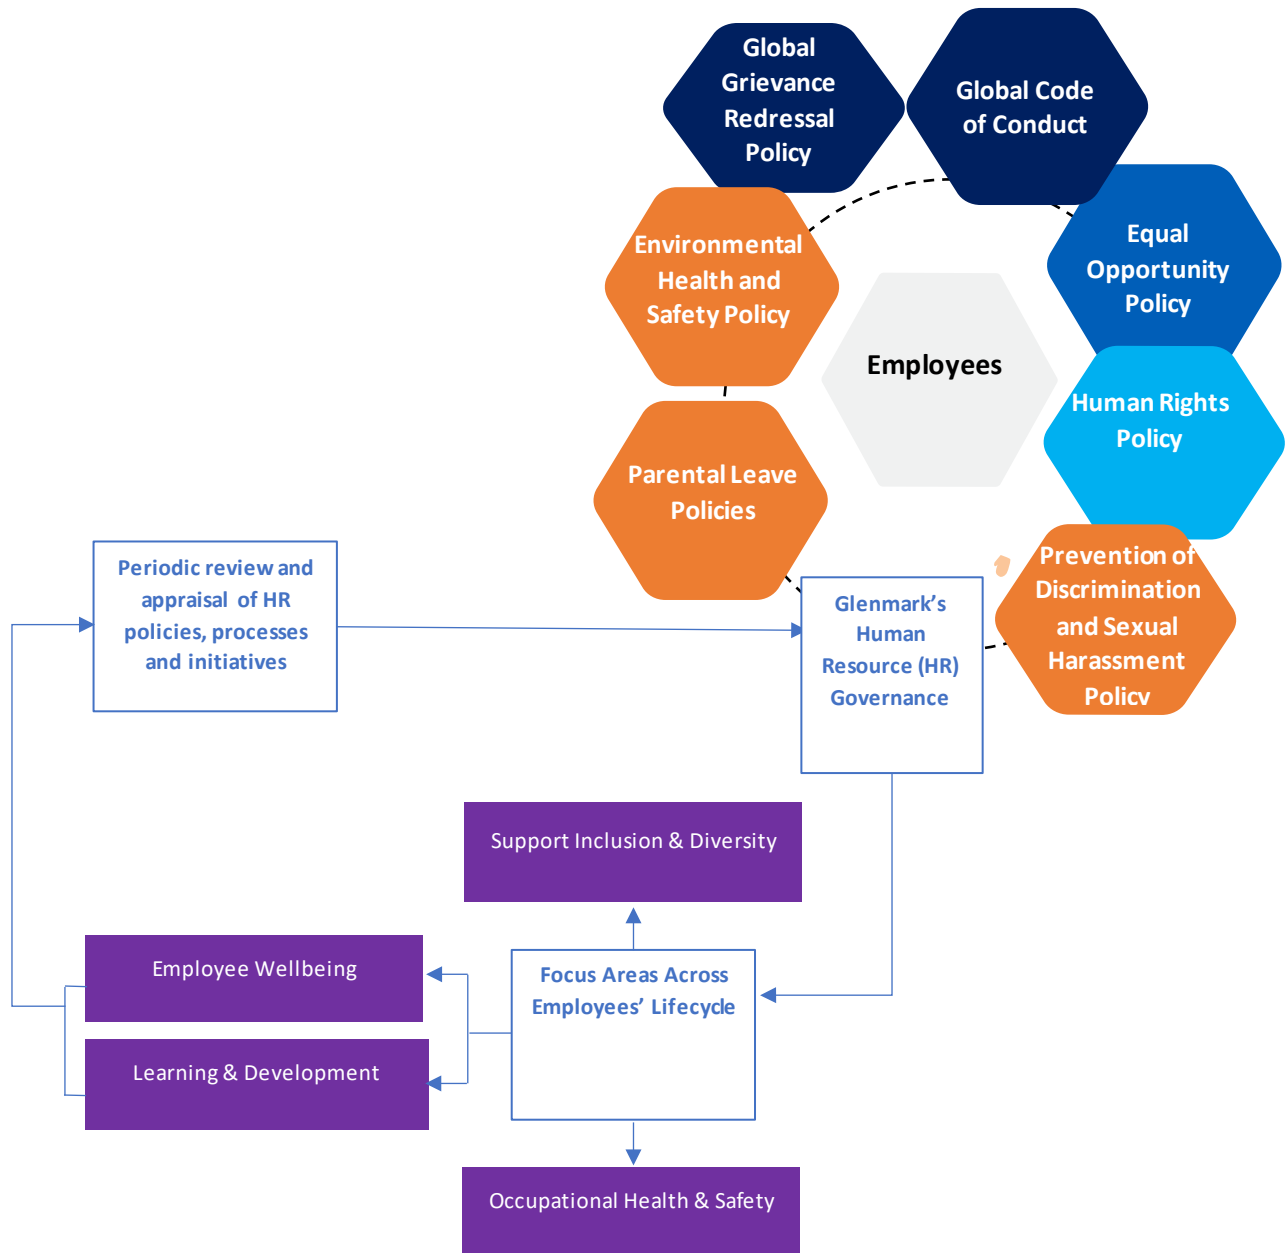 Global
Grievance
Redressal
Policy
Global Code
of Conduct
Environmental
Health and
Safety Policy
Equal
Opportunity
Policy
Employees
Human Rights
Policy
Parental Leave
Policies
Prevention of
Discrimination
and Sexual
Harassment
Policy
Periodic review and
appraisal of HR
policies, processes
and initiatives
Glenmark’s
Human
Resource (HR)
Governance
Support Inclusion & Diversity
Employee Wellbeing
Focus Areas Across
Employees’ Lifecycle
Learning & Development
Occupational Health & Safety